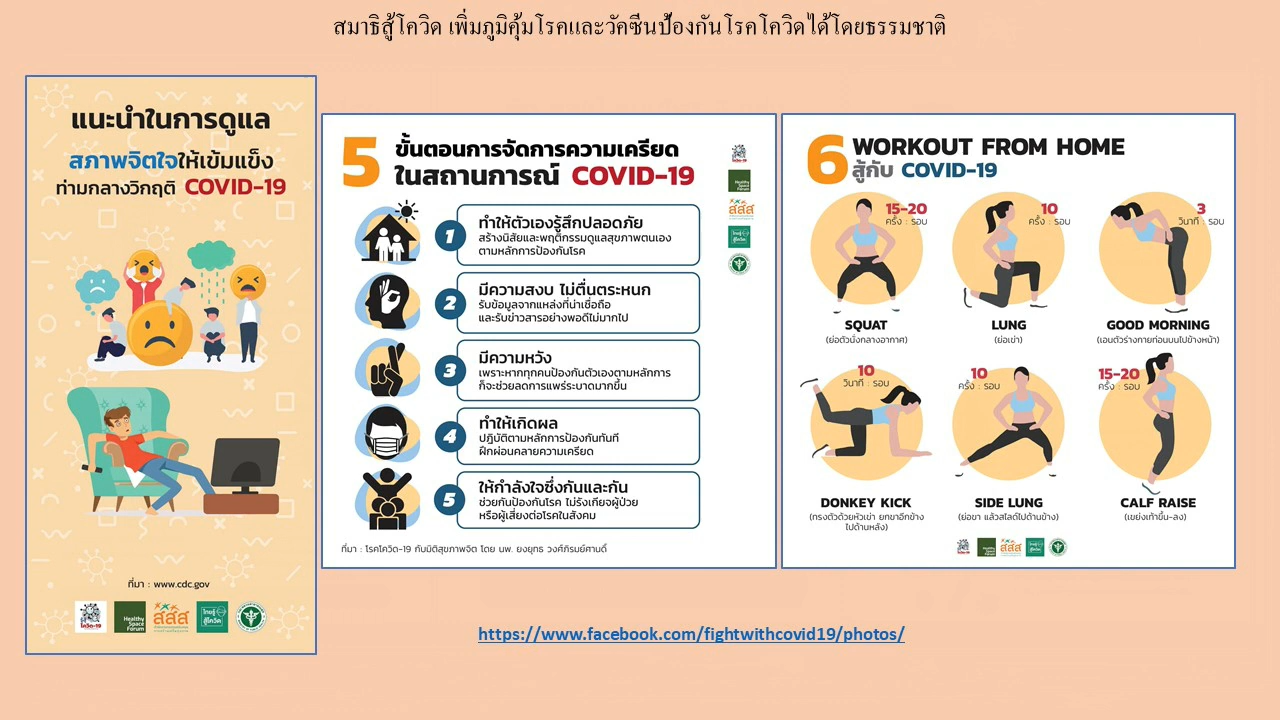 สมาธิสู้โควิด เพิ่มภูมิคุ้มโรคและวัคซีนป้องกันโรคโควิดได้โดยธรรมชาติ
แนะนำในการดูแล
สภาพจิตใจให้เข้มแข็ง
ท่ามกลางวิกฤติ COVID-19
ที่มา : www.cdc.gov
โควิด-19
Healthy
Space
Forum
สสส
ไทยรู้
สู้โควิด
5 ขั้นตอนการจัดการความเครียด
ในสถานการณ์ COVID-19
1
ทำให้ตัวเองรู้สึกปลอดภัย
สร้างนิสัยและพฤติกรรมดูแลสุขภาพตนเอง
ตามหลักการป้องกันโรค
2
มีความสงบ ไม่ตื่นตระหนก
รับข้อมูลจากแหล่งที่น่าเชื่อถือ
และรับข่าวสารอย่างพอดีไม่มากไป
3
มีความหวัง
เพราะหากทุกคนป้องกันตัวเองตามหลักการ
ก็จะช่วยลดการแพร่ระบาดมากขึ้น
4
ทำให้เกิดผล
ปฏิบัติตามหลักการป้องกันทันที
ฝึกผ่อนคลายความเครียด
5
ให้กำลังใจซึ่งกันและกัน
ช่วยกันป้องกันโรค ไม่รังเกียจผู้ป่วย
หรือผู้เสี่ยงต่อโรคในสังคม
ที่มา : โรคโควิด-19 กับมิติสุขภาพจิต โดย นพ. ยงยุทธ วงศ์ภิรมย์ศานติ์
6 WORKOUT FROM HOME
สู้กับ COVID-19
15-20
ครั้ง : รอบ
SQUAT
(ย่อตัวนั่งกลางอากาศ)
10
ครั้ง : รอบ
LUNG
(ย่อเข่า)
3
วินาที : รอบ
GOOD MORNING
(แอนตัวร่างกายท่อนบนไปข้างหน้า)
10
วินาที : รอบ
DONKEY KICK
(ทรงตัวด้วยหัวเข่า ยกขาอีกข้าง
ไปด้านหลัง)
10
ครั้ง : รอบ
SIDE LUNG
(ย่อขา แล้วสไลด์ไปด้านข้าง)
15-20
ครั้ง : รอบ
CALF RAISE
(เขย่งเท้าขึ้น-ลง)
https://www.facebook.com/fightwithcovid19/photos/